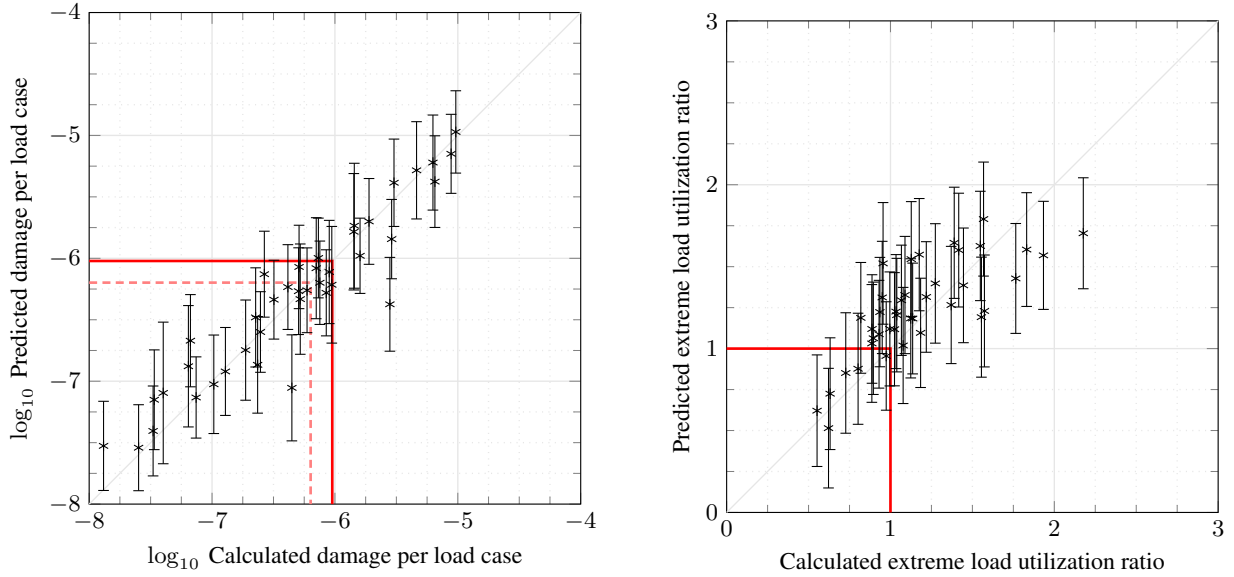 −4
−5
−6
−7
−8
log₁₀ Predicted damage per load case
−8 −7 −6 −5 −4
log₁₀ Calculated damage per load case
3
2
1
0
Predicted extreme load utilization ratio
0 1 2 3
Calculated extreme load utilization ratio